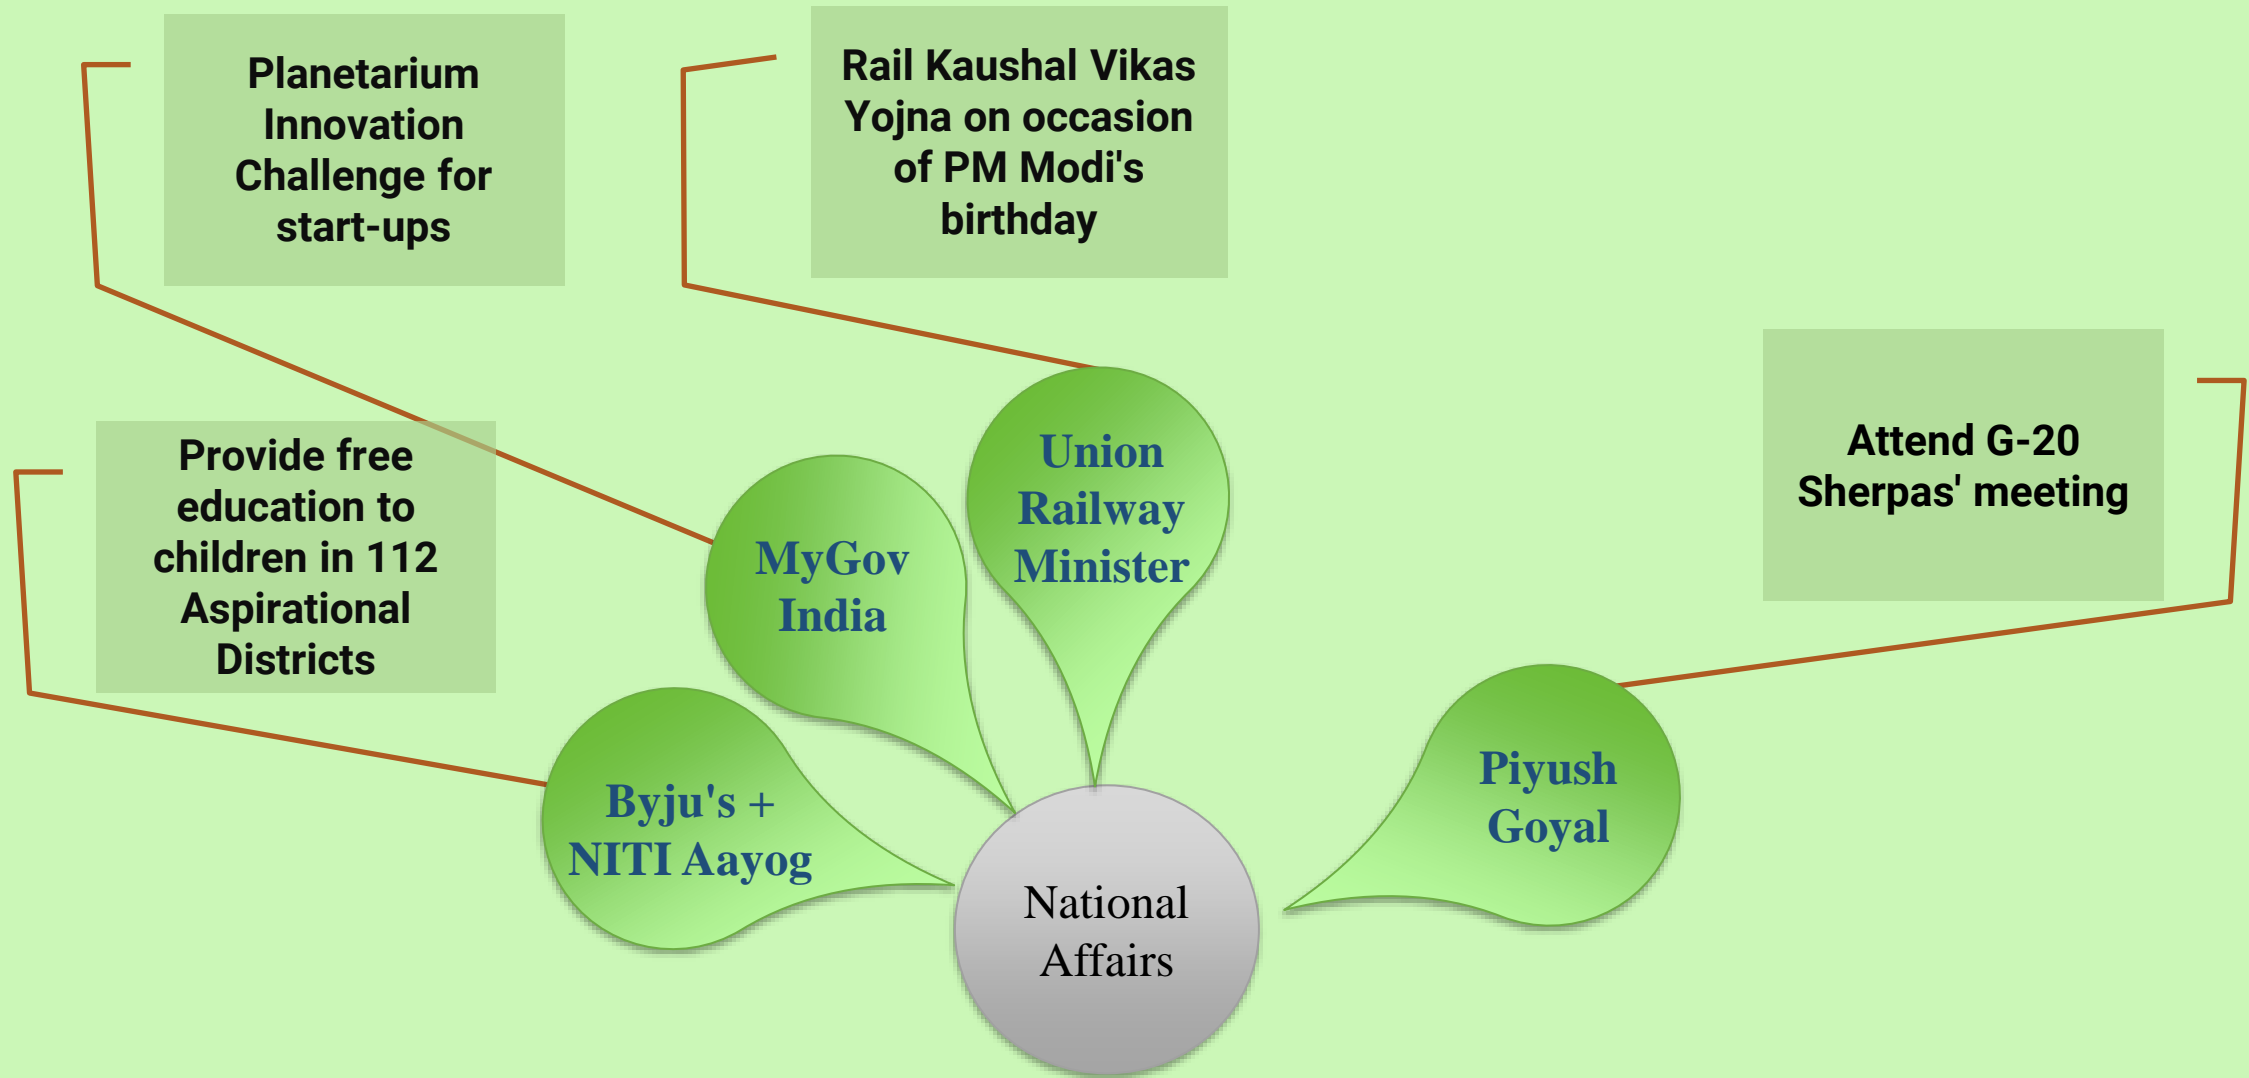 Planetarium
Innovation
Challenge for
start-ups
Rail Kaushal Vikas
Yojna on occasion
of PM Modi's
birthday
Provide free
education to
children in 112
Aspirational
Districts
Attend G-20
Sherpas' meeting
Union
Railway
Minister
MyGov
India
Byju's +
NITI Aayog
Piyush
Goyal
National
Affairs